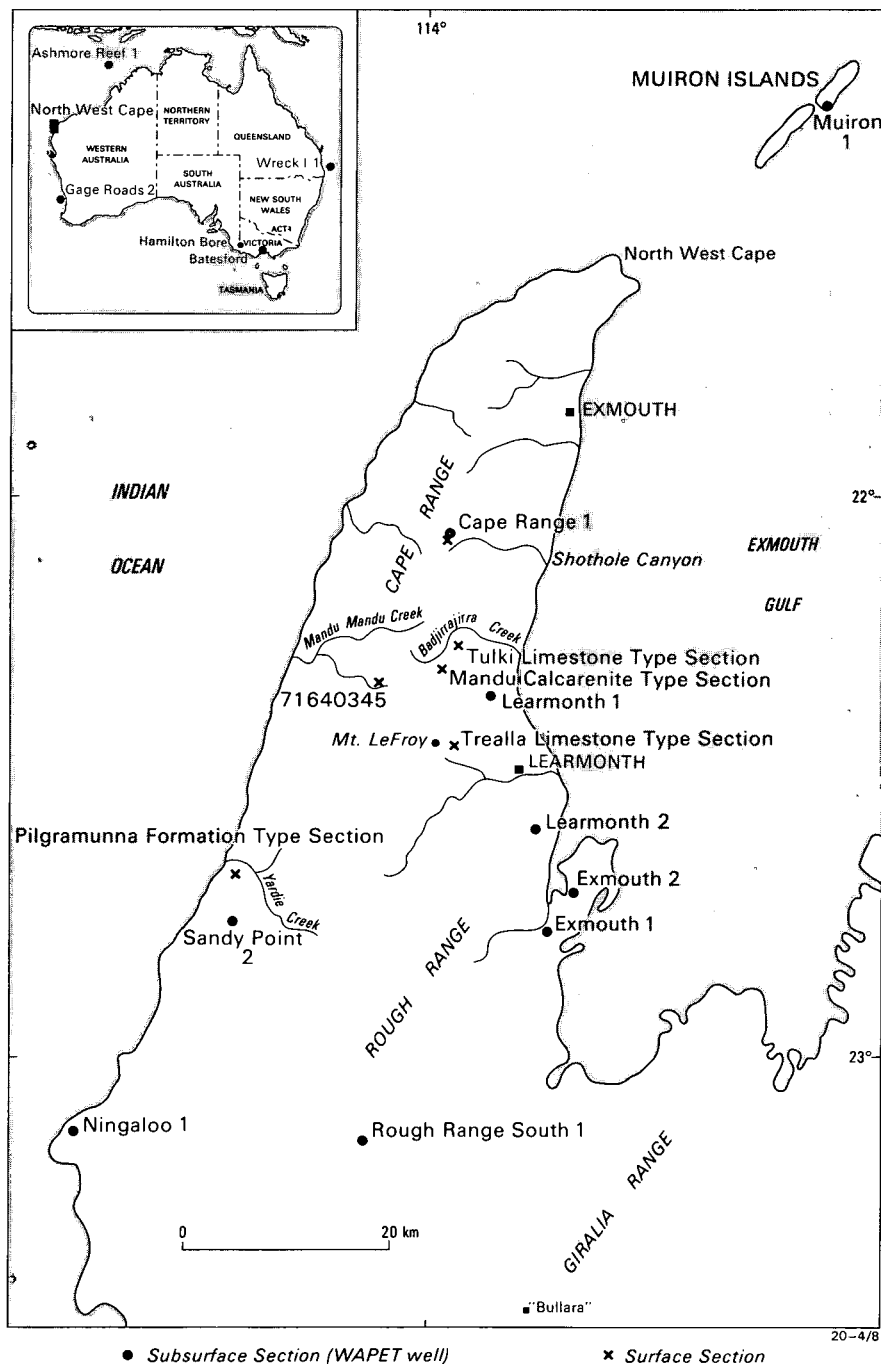 114°
Ashmore Reef 1
North West Cape
NORTHERN
TERRITORY
QUEENSLAND
WESTERN
AUSTRALIA
Wreck I 1
SOUTH
AUSTRALIA
Gage Roads 2
NEW SOUTH
WALES
ACT
Hamilton Bore
VICTORIA
Batesford
TASMANIA
MUIRON ISLANDS
Muiron
1
North West Cape
EXMOUTH
INDIAN
OCEAN
22°
CAPE RANGE
Cape Range 1
EXMOUTH
GULF
Shothole Canyon
Mandu Mandu Creek
Badjirrajirra Creek
Tulki Limestone Type Section
Mandu Calcarenite Type Section
71640345
Learmonth 1
Mt. LeFroy
Trealla Limestone Type Section
LEARMONTH
Learmonth 2
Pilgramunna Formation Type Section
Yardie Creek
Exmouth 2
Exmouth 1
Sandy Point
2
ROUGH RANGE
23°
Ningaloo 1
Rough Range South 1
GIRALIA RANGE
0 20 km
"Bullara"
20-4/8
Subsurface Section (WAPET well)
Surface Section